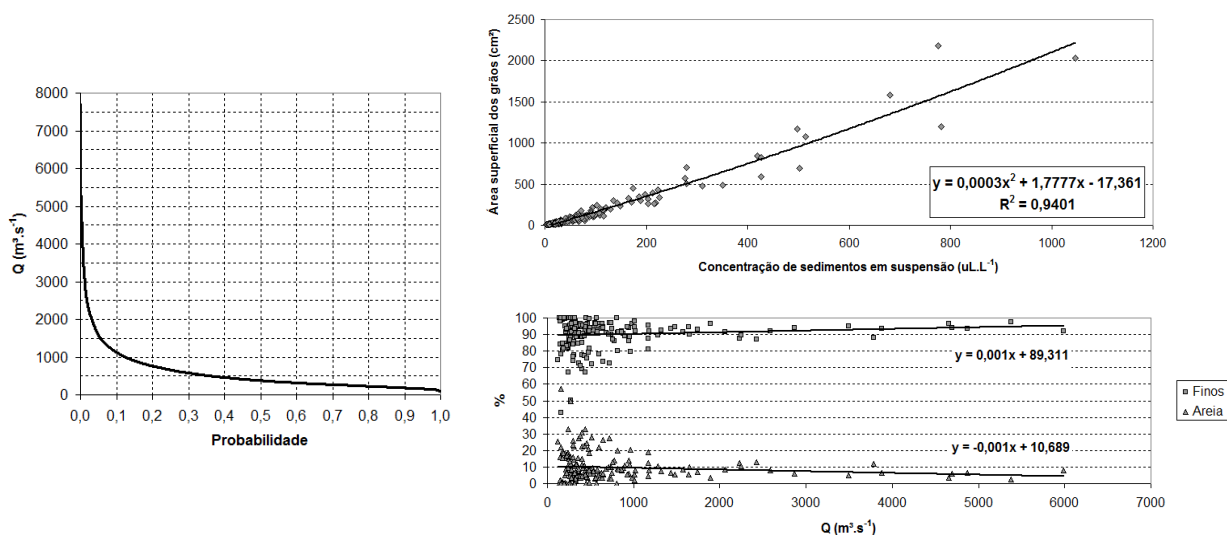 Q (m³.s⁻¹)
8000
7000
6000
5000
4000
3000
2000
1000
0
0,0 0,1 0,2 0,3 0,4 0,5 0,6 0,7 0,8 0,9 1,0
Probabilidade
Área superficial dos grãos (cm²)
2500
2000
1500
1000
500
0
y = 0,0003x² + 1,7777x - 17,361
R² = 0,9401
0 200 400 600 800 1000 1200
Concentração de sedimentos em suspensão (uL.L⁻¹)
%
100
90
80
70
60
50
40
30
20
10
0
y = 0,001x + 89,311
y = -0,001x + 10,689
0 1000 2000 3000 4000 5000 6000 7000
Q (m³.s⁻¹)
Finos
Areia